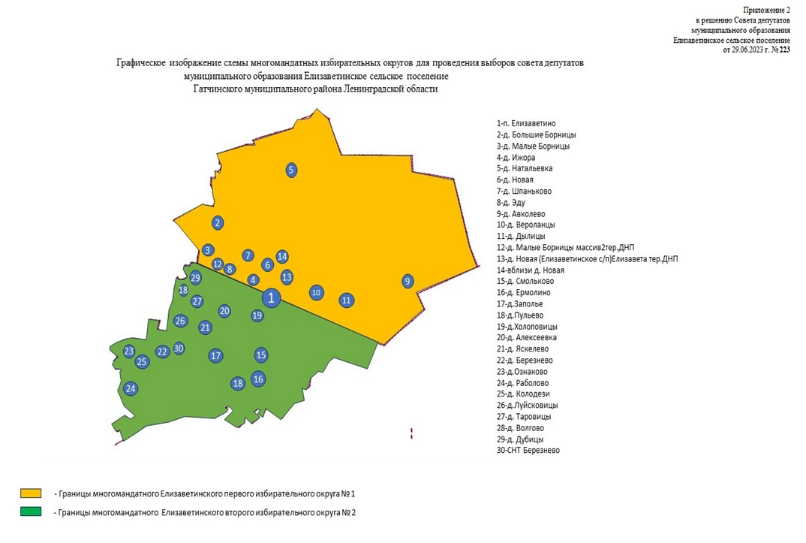 Приложение 2
к решению Совета депутатов
муниципального образования
Елизаветинское сельское поселение
от 29.06.2023 г. № 223
Графическое изображение схемы многомандатных избирательных округов для проведения выборов совета депутатов
муниципального образования Елизаветинское сельское поселение
Гатчинского муниципального района Ленинградской области
1-п. Елизаветино
2-д. Большие Борницы
3-д. Малые Борницы
4-д. Ижора
5-д. Натальевка
6-д. Новая
7-д. Шпаньково
8-д. Эду
9-д. Авколево
10-д. Вероланцы
11-д. Дылицы
12-д. Малые Борницы массив2тер.ДНП
13-д. Новая (Елизаветинское с/п)Елизавета тер.ДНП
14-вблизи д. Новая
15-д. Смольково
16-д. Ермолино
17-д.Заполье
18-д.Пульево
19-д.Холоповицы
20-д. Алексеевка
21-д. Яскелево
22-д. Березнево
23-д.Ознаково
24-д. Раболово
25-д. Колодези
26-д.Луйсковицы
27-д. Таровицы
28-д. Волгово
29-д. Дубицы
30-СНТ Березнево
5
2
3
7
14
12
8
6
4
13
9
29
18
27
1
10
11
20
19
26
21
23
22
30
25
17
15
24
18
16
- Границы многомандатного Елизаветинского первого избирательного округа № 1
- Границы многомандатного Елизаветинского второго избирательного округа № 2